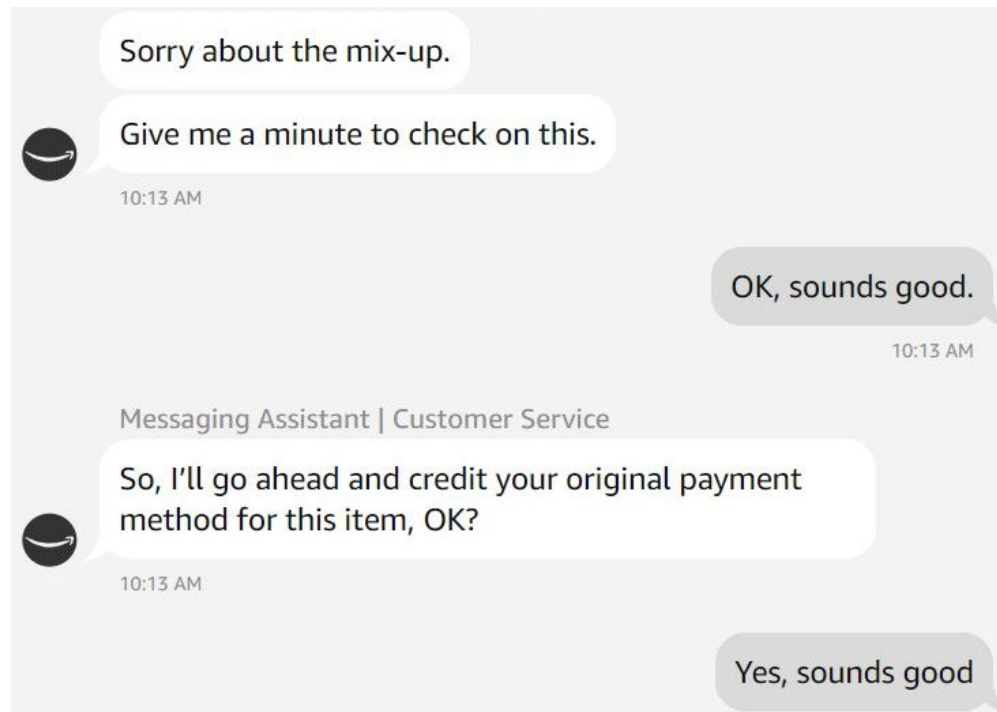 Sorry about the mix-up.
Give me a minute to check on this.
10:13 AM
OK, sounds good.
10:13 AM
Messaging Assistant | Customer Service
So, I’ll go ahead and credit your original payment
method for this item, OK?
10:13 AM
Yes, sounds good